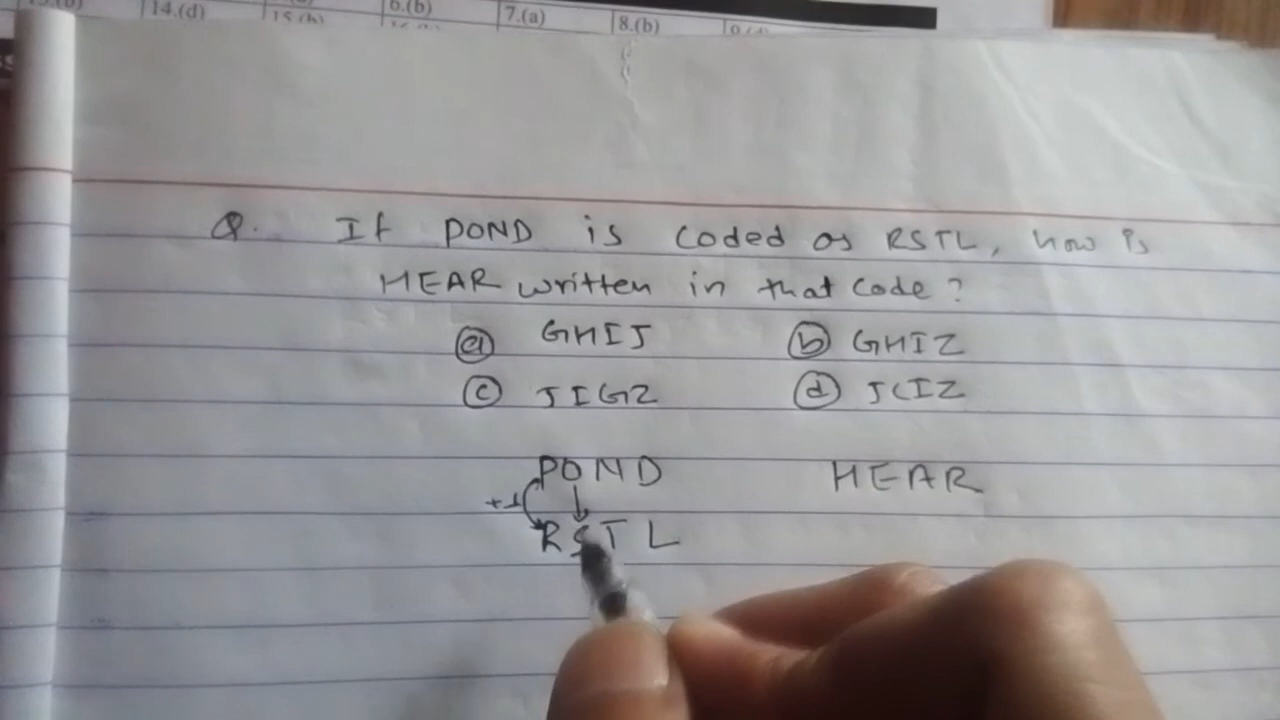 14.(d) 6.(b) 7.(a) 8.(b)
Q. If POND is coded as RSTL, how is
HEAR written in that code?
(a) GHIJ (b) GHIZ
(c) JIGZ (d) JCIZ
POND HEAR
+1
RSTL